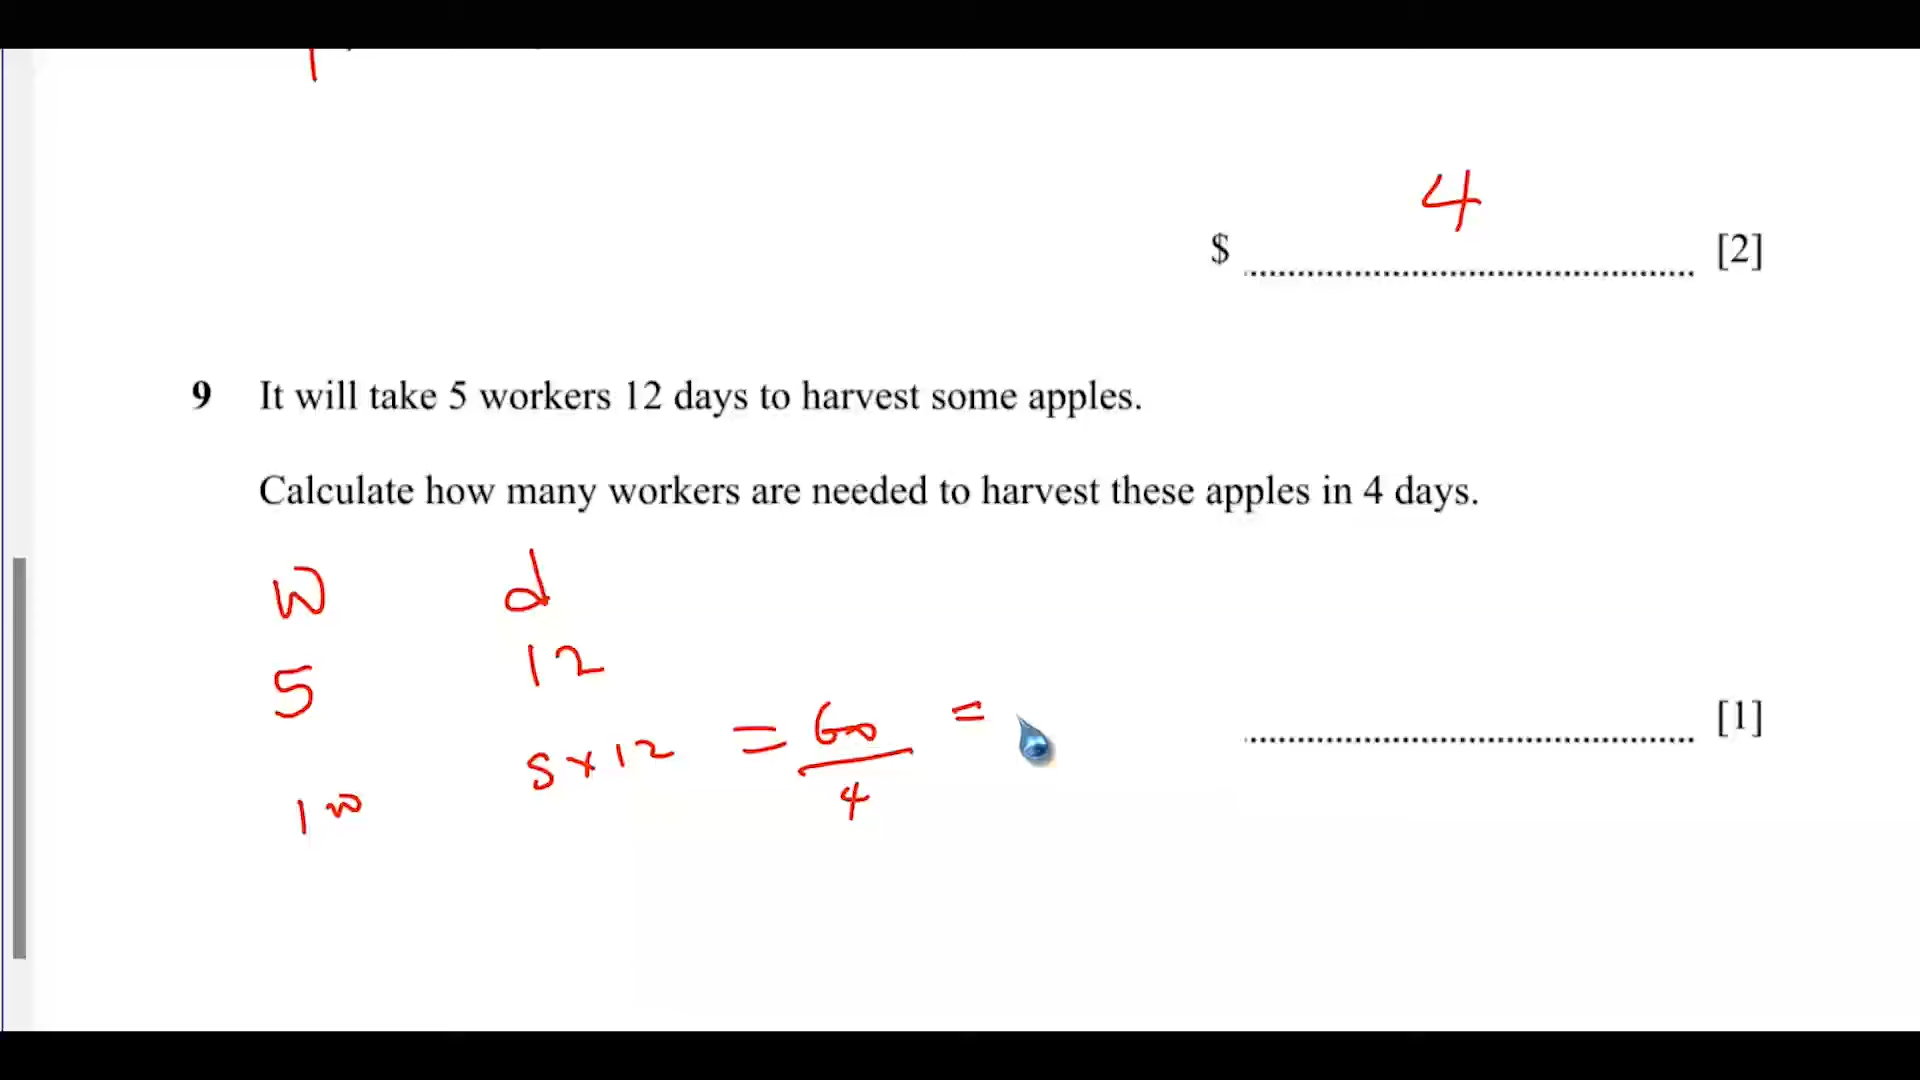 4
$ ........................................ [2]
9 It will take 5 workers 12 days to harvest some apples.
Calculate how many workers are needed to harvest these apples in 4 days.
W d
5 12
5 x 12 = 60 =
4
1 w
........................................ [1]